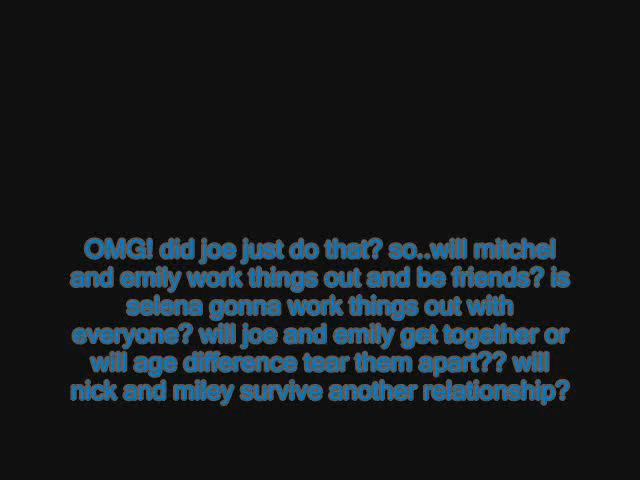 OMG! did joe just do that? so..will mitchel
and emily work things out and be friends? is
selena gonna work things out with
everyone? will joe and emily get together or
will age difference tear them apart?? will
nick and miley survive another relationship?